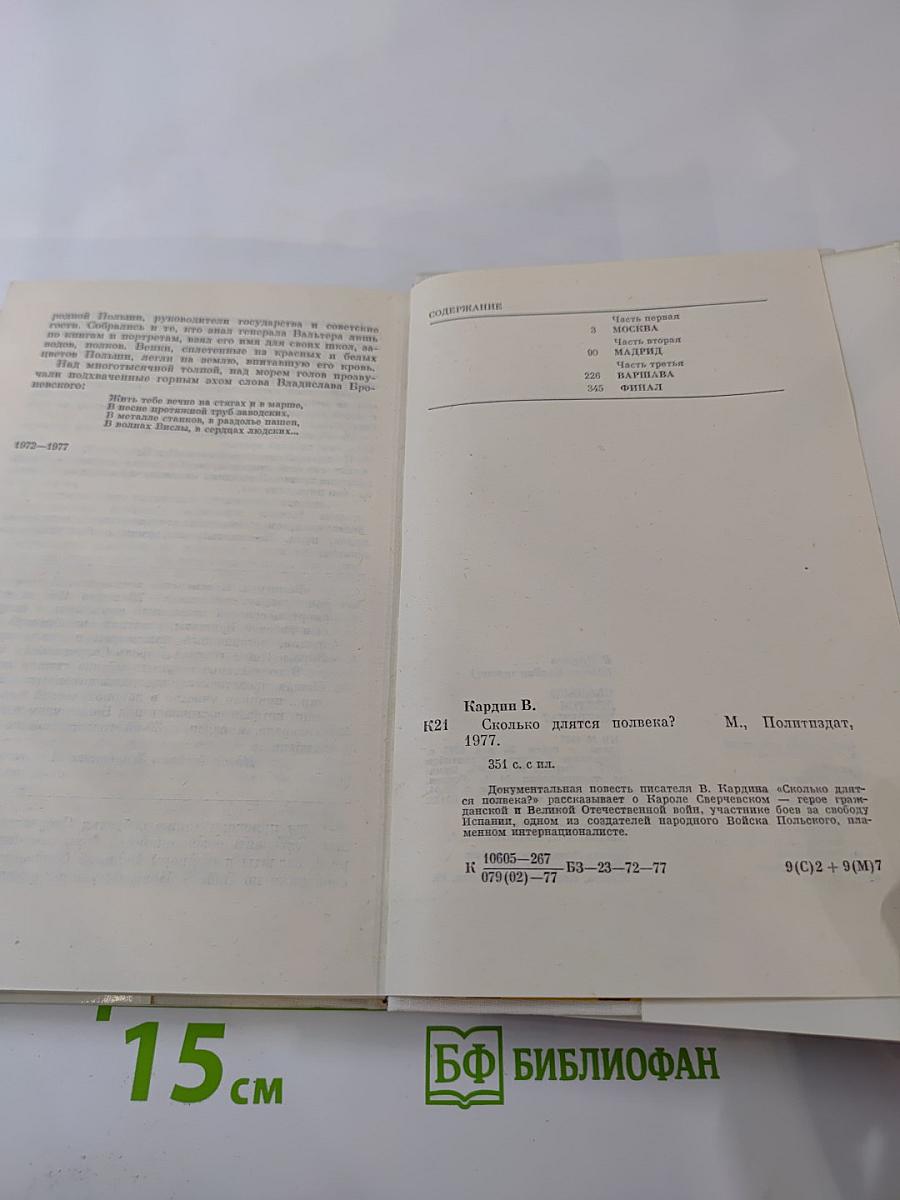 родной Польши, руководители государства и советские
гости. Собрались и те, кто знал генерала Вальтера лишь
по книгам и портретам, взял его имя для своих школ, за-
водов, полков. Венки, сплетенные из красных и белых
цветов Польши, легли на землю, впитавшую его кровь.
Над многотысячной толпой, над морем голов прозву-
чали подхваченные горным эхом слова Владислава Бро-
невского:
Жить тебе вечно на стягах и в марше,
В песне протяжной труб заводских,
В металле станков, в раздолье пашен,
В волнах Вислы, в сердцах людских...
1972—1977
СОДЕРЖАНИЕ
Часть первая
3 МОСКВА
Часть вторая
90 МАДРИД
Часть третья
226 ВАРШАВА
345 ФИНАЛ
Кардин В.
К21 Сколько длятся полвека? М., Политиздат,
1977.
351 с. с ил.
Документальная повесть писателя В. Кардина «Сколько длят-
ся полвека?» рассказывает о Кароле Сверчевском — герое граж-
данской и Великой Отечественной войн, участнике боев за свободу
Испании, одном из создателей народного Войска Польского, пла-
менном интернационалисте.
К 10605—267
079(02)—77 БЗ—23—72—77 9(С)2 + 9(М)7
15 см
БФ БИБЛИОФАН